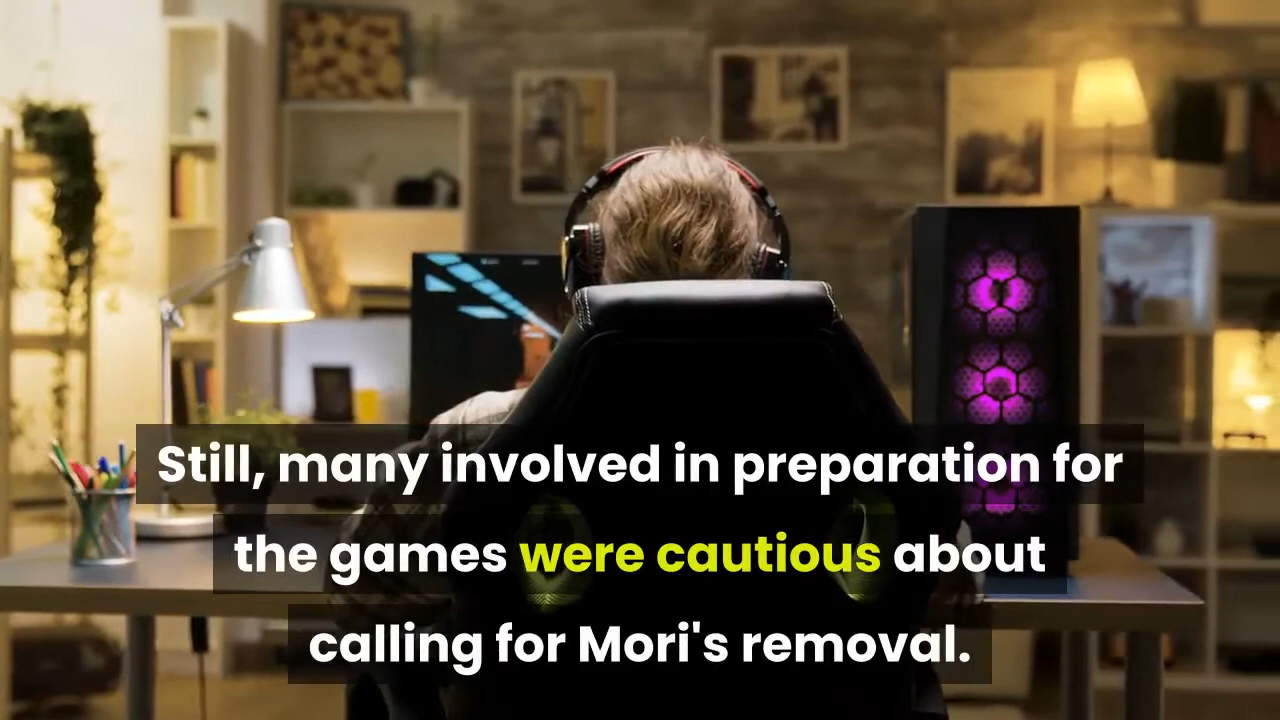 Still, many involved in preparation for
the games were cautious about
calling for Mori's removal.